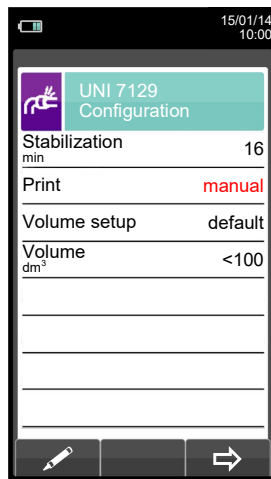 15/01/14
10:00
UNI 7129
Configuration
Stabilization
min
16
Print
manual
Volume setup
default
Volume
dm³
<100